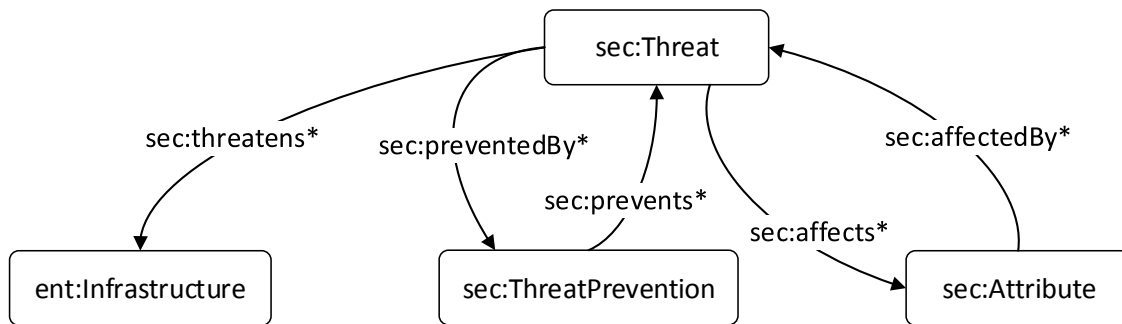 sec:Threat
sec:threatens*
sec:preventedBy*
sec:affectedBy*
sec:prevents*
sec:affects*
ent:Infrastructure
sec:ThreatPrevention
sec:Attribute